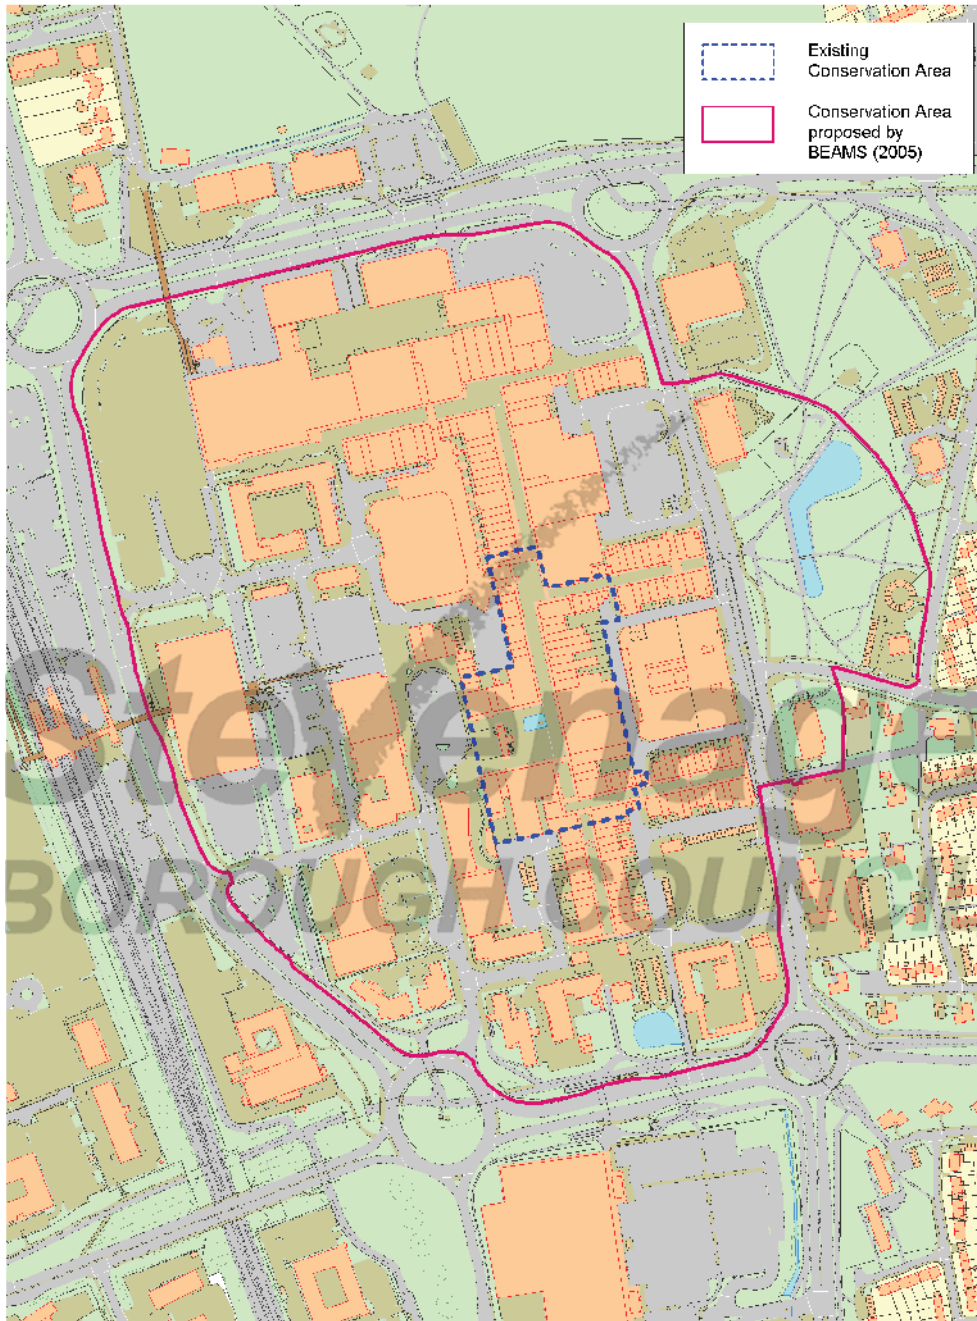 Existing
Conservation Area
Conservation Area
proposed by
BEAMS (2005)
Stevenage
BOROUGH COUNCIL